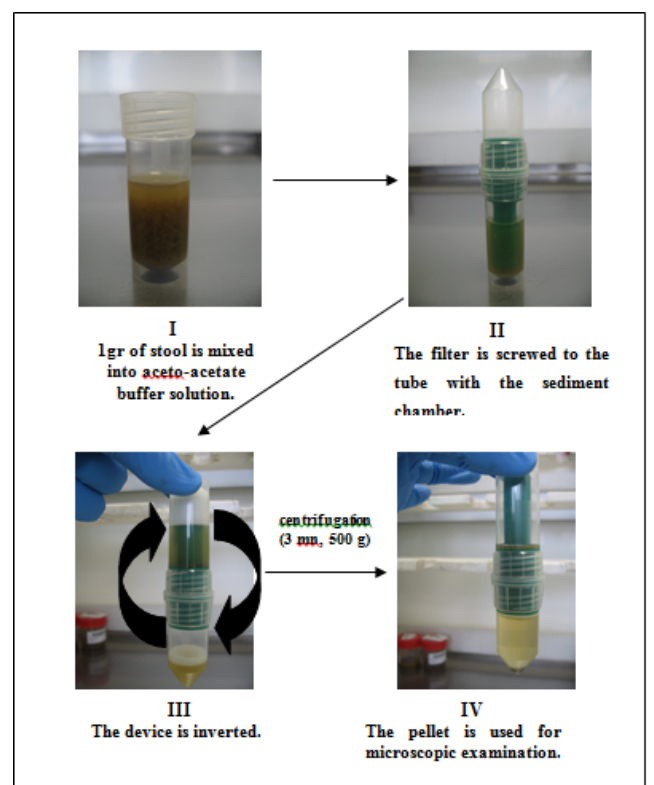 I
1gr of stool is mixed
into aceto-acetate
buffer solution.
II
The filter is screwed to the
tube with the sediment
chamber.
III
The device is inverted.
centrifugation
(3 mn, 500 g)
IV
The pellet is used for
microscopic examination.